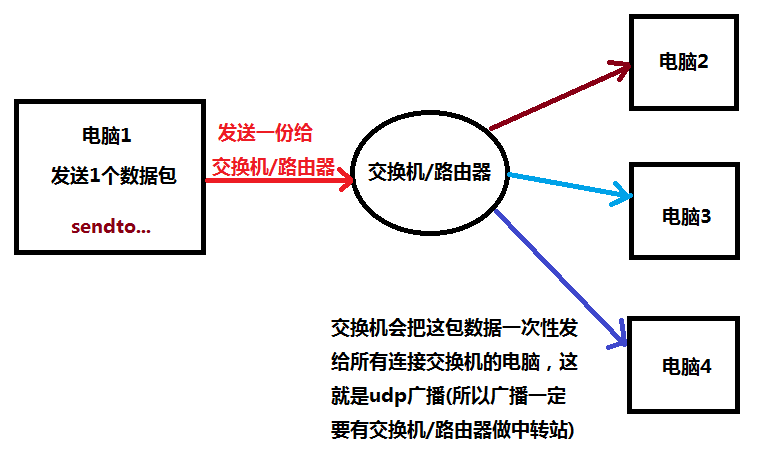 电脑1
发送1个数据包
sendto...
发送一份给
交换机/路由器
交换机/路由器
电脑2
电脑3
电脑4
交换机会把这包数据一次性发
给所有连接交换机的电脑，这
就是udp广播(所以广播一定
要有交换机/路由器做中转站)